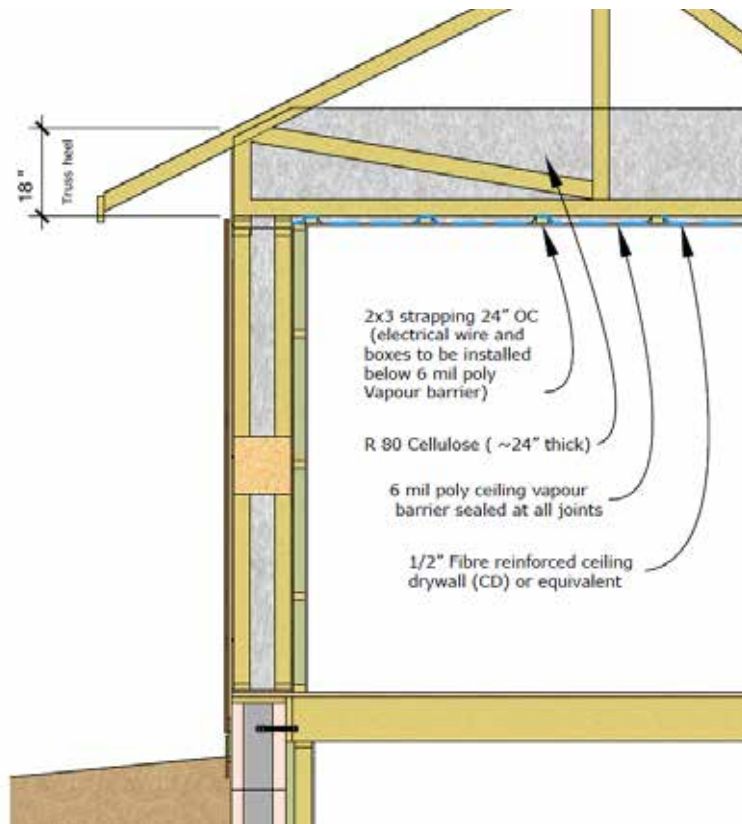 18"
Truss heel
2x3 strapping 24" OC
(electrical wire and
boxes to be installed
below 6 mil poly
Vapour barrier)
R 80 Cellulose ( ~24" thick)
6 mil poly ceiling vapour
barrier sealed at all joints
1/2" Fibre reinforced ceiling
drywall (CD) or equivalent